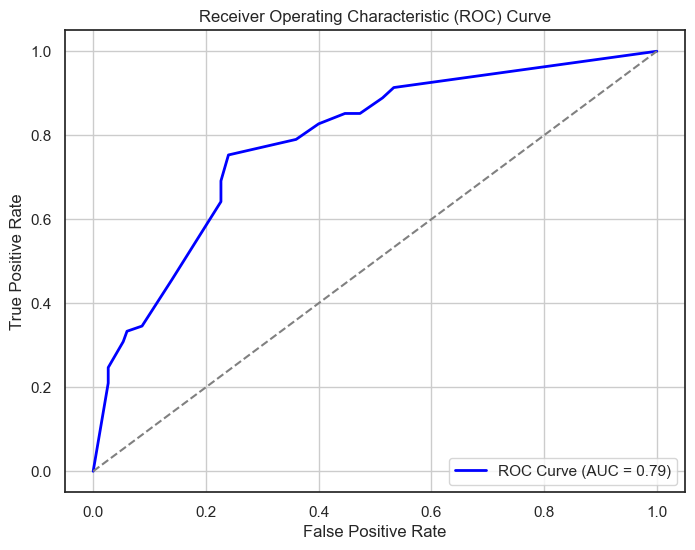 Receiver Operating Characteristic (ROC) Curve
1.0
0.8
0.6
0.4
0.2
0.0
True Positive Rate
ROC Curve (AUC = 0.79)
0.0 0.2 0.4 0.6 0.8 1.0
False Positive Rate